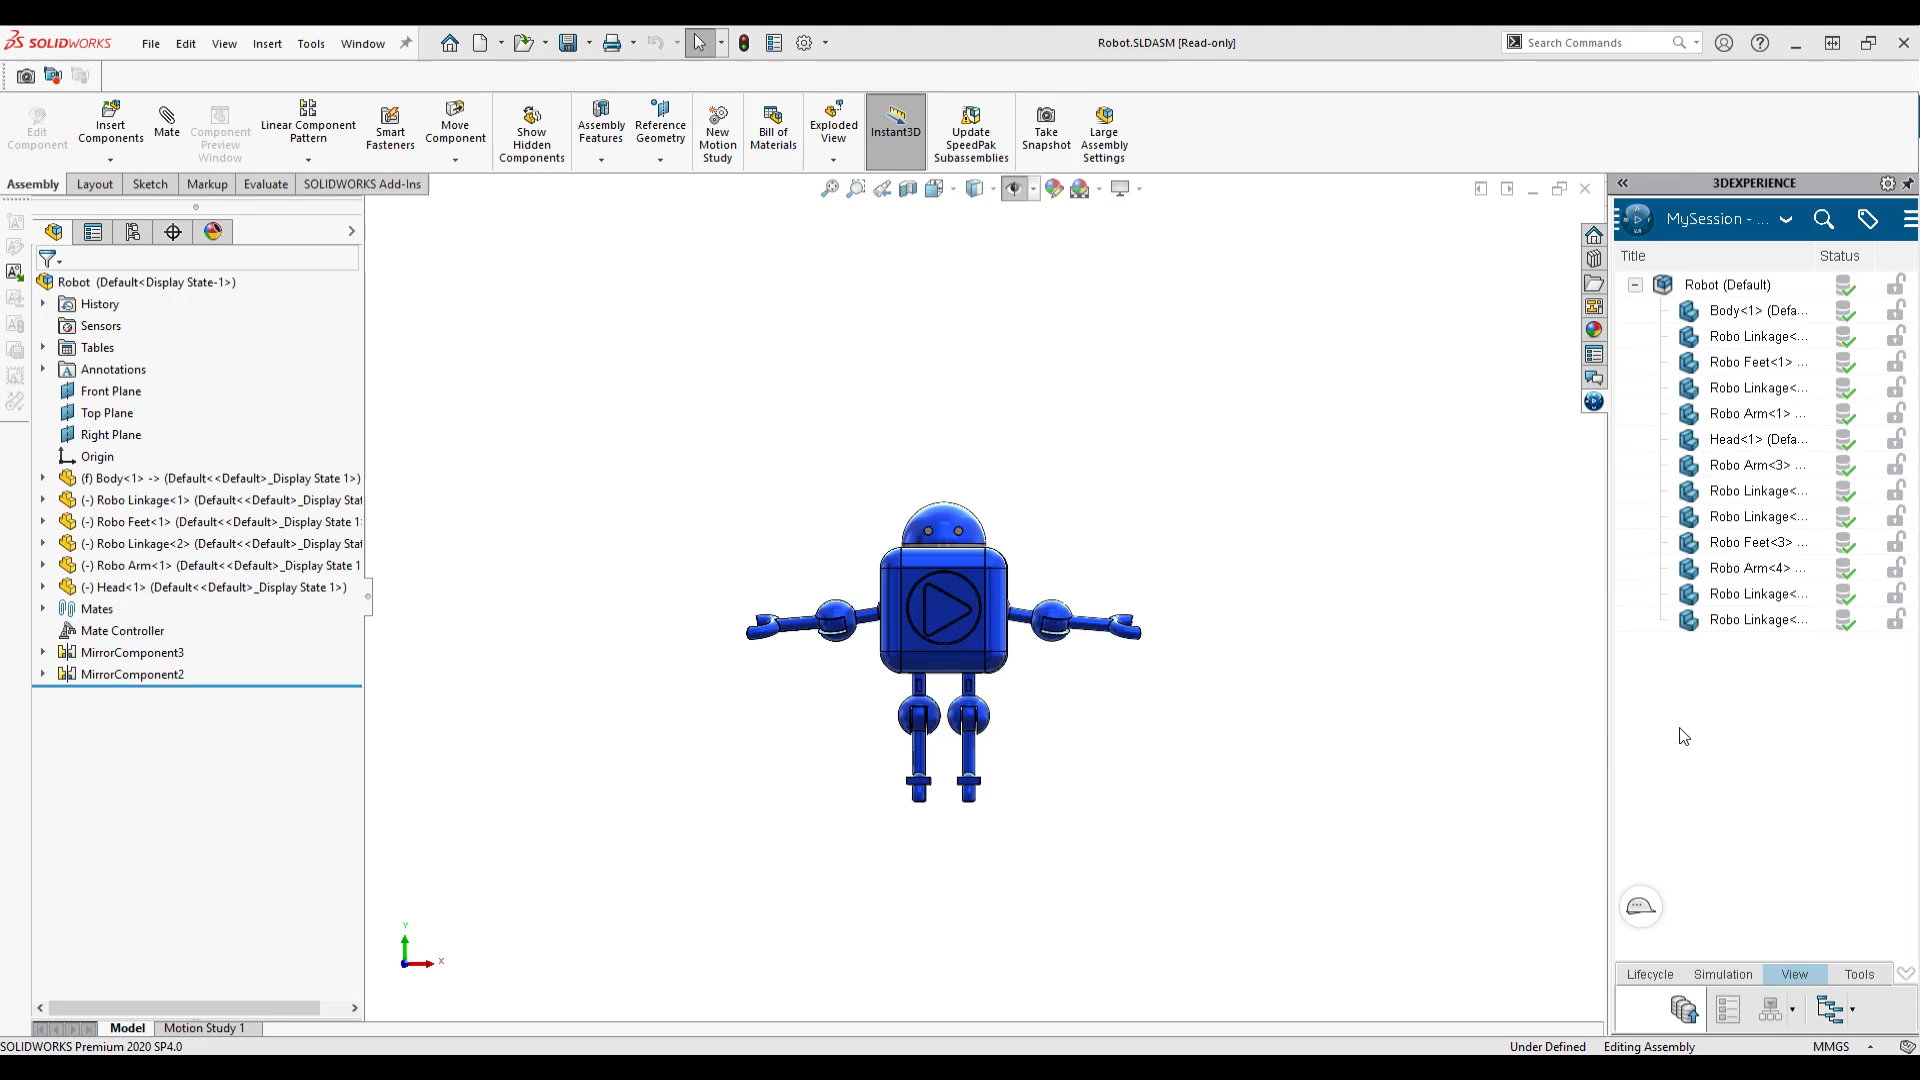 SOLIDWORKS File Edit View Insert Tools Window Robot.SLDASM [Read-only] Search Commands
Edit Component
Insert Components
Mate
Component Preview Window
Linear Component Pattern
Smart Fasteners
Move Component
Show Hidden Components
Assembly Features
Reference Geometry
New Motion Study
Bill of Materials
Exploded View
Instant3D
Update SpeedPak Subassemblies
Take Snapshot
Large Assembly Settings
Assembly Layout Sketch Markup Evaluate SOLIDWORKS Add-Ins
Robot (Default<Display State-1>)
History
Sensors
Tables
Annotations
Front Plane
Top Plane
Right Plane
Origin
(f) Body<1> -> (Default<<Default>_Display State 1>)
(-) Robo Linkage<1> (Default<<Default>_Display Stat
(-) Robo Feet<1> (Default<<Default>_Display State 1
(-) Robo Linkage<2> (Default<<Default>_Display Stat
(-) Robo Arm<1> (Default<<Default>_Display State 1
(-) Head<1> (Default<<Default>_Display State 1>)
Mates
Mate Controller
MirrorComponent3
MirrorComponent2
Y
X
3DEXPERIENCE
MySession - ...
Title Status
Robot (Default)
Body<1> (Defa...
Robo Linkage<...
Robo Feet<1> ...
Robo Linkage<...
Robo Arm<1> ...
Head<1> (Defa...
Robo Arm<3> ...
Robo Linkage<...
Robo Linkage<...
Robo Feet<3> ...
Robo Arm<4> ...
Robo Linkage<...
Robo Linkage<...
Lifecycle Simulation View Tools
Model Motion Study 1
SOLIDWORKS Premium 2020 SP4.0 Under Defined Editing Assembly MMGS